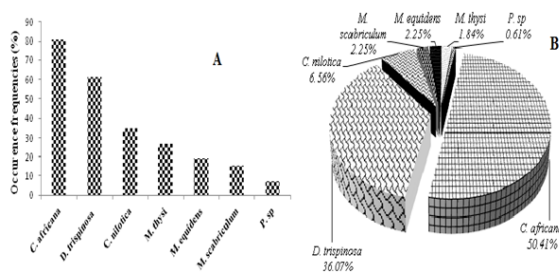 Occurence frequencies (%)
90
80
70
60
50
40
30
20
10
0
A
C. africana
D. trispinosa
C. nilotica
M. thysi
M. equidens
M. scabriculum
P. sp
B
M. scabriculum
2.25%
M. equidens
2.25%
M. thysi
1.84%
P. sp
0.61%
C. nilotica
6.56%
D. trispinosa
36.07%
C. africana
50.41%